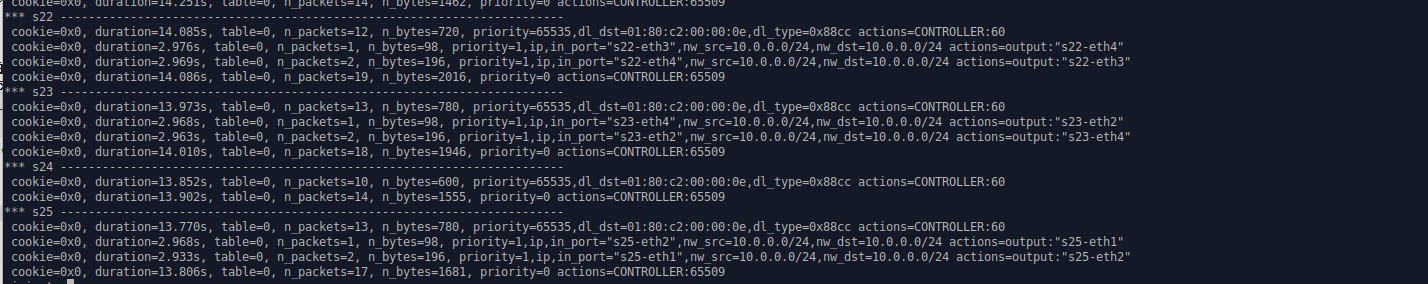 cookie=0x0, duration=14.251s, table=0, n_packets=14, n_bytes=1462, priority=0 actions=CONTROLLER:65509
*** s22 ------------------------------------------------------------------------
cookie=0x0, duration=14.085s, table=0, n_packets=12, n_bytes=720, priority=65535,dl_dst=01:80:c2:00:00:0e,dl_type=0x88cc actions=CONTROLLER:60
cookie=0x0, duration=2.976s, table=0, n_packets=1, n_bytes=98, priority=1,ip,in_port="s22-eth3",nw_src=10.0.0.0/24,nw_dst=10.0.0.0/24 actions=output:"s22-eth4"
cookie=0x0, duration=2.969s, table=0, n_packets=2, n_bytes=196, priority=1,ip,in_port="s22-eth4",nw_src=10.0.0.0/24,nw_dst=10.0.0.0/24 actions=output:"s22-eth3"
cookie=0x0, duration=14.086s, table=0, n_packets=19, n_bytes=2016, priority=0 actions=CONTROLLER:65509
*** s23 ------------------------------------------------------------------------
cookie=0x0, duration=13.973s, table=0, n_packets=13, n_bytes=780, priority=65535,dl_dst=01:80:c2:00:00:0e,dl_type=0x88cc actions=CONTROLLER:60
cookie=0x0, duration=2.968s, table=0, n_packets=1, n_bytes=98, priority=1,ip,in_port="s23-eth4",nw_src=10.0.0.0/24,nw_dst=10.0.0.0/24 actions=output:"s23-eth2"
cookie=0x0, duration=2.963s, table=0, n_packets=2, n_bytes=196, priority=1,ip,in_port="s23-eth2",nw_src=10.0.0.0/24,nw_dst=10.0.0.0/24 actions=output:"s23-eth4"
cookie=0x0, duration=14.010s, table=0, n_packets=18, n_bytes=1946, priority=0 actions=CONTROLLER:65509
*** s24 ------------------------------------------------------------------------
cookie=0x0, duration=13.852s, table=0, n_packets=10, n_bytes=600, priority=65535,dl_dst=01:80:c2:00:00:0e,dl_type=0x88cc actions=CONTROLLER:60
cookie=0x0, duration=13.902s, table=0, n_packets=14, n_bytes=1555, priority=0 actions=CONTROLLER:65509
*** s25 ------------------------------------------------------------------------
cookie=0x0, duration=13.770s, table=0, n_packets=13, n_bytes=780, priority=65535,dl_dst=01:80:c2:00:00:0e,dl_type=0x88cc actions=CONTROLLER:60
cookie=0x0, duration=2.968s, table=0, n_packets=1, n_bytes=98, priority=1,ip,in_port="s25-eth2",nw_src=10.0.0.0/24,nw_dst=10.0.0.0/24 actions=output:"s25-eth1"
cookie=0x0, duration=2.933s, table=0, n_packets=2, n_bytes=196, priority=1,ip,in_port="s25-eth1",nw_src=10.0.0.0/24,nw_dst=10.0.0.0/24 actions=output:"s25-eth2"
cookie=0x0, duration=13.806s, table=0, n_packets=17, n_bytes=1681, priority=0 actions=CONTROLLER:65509